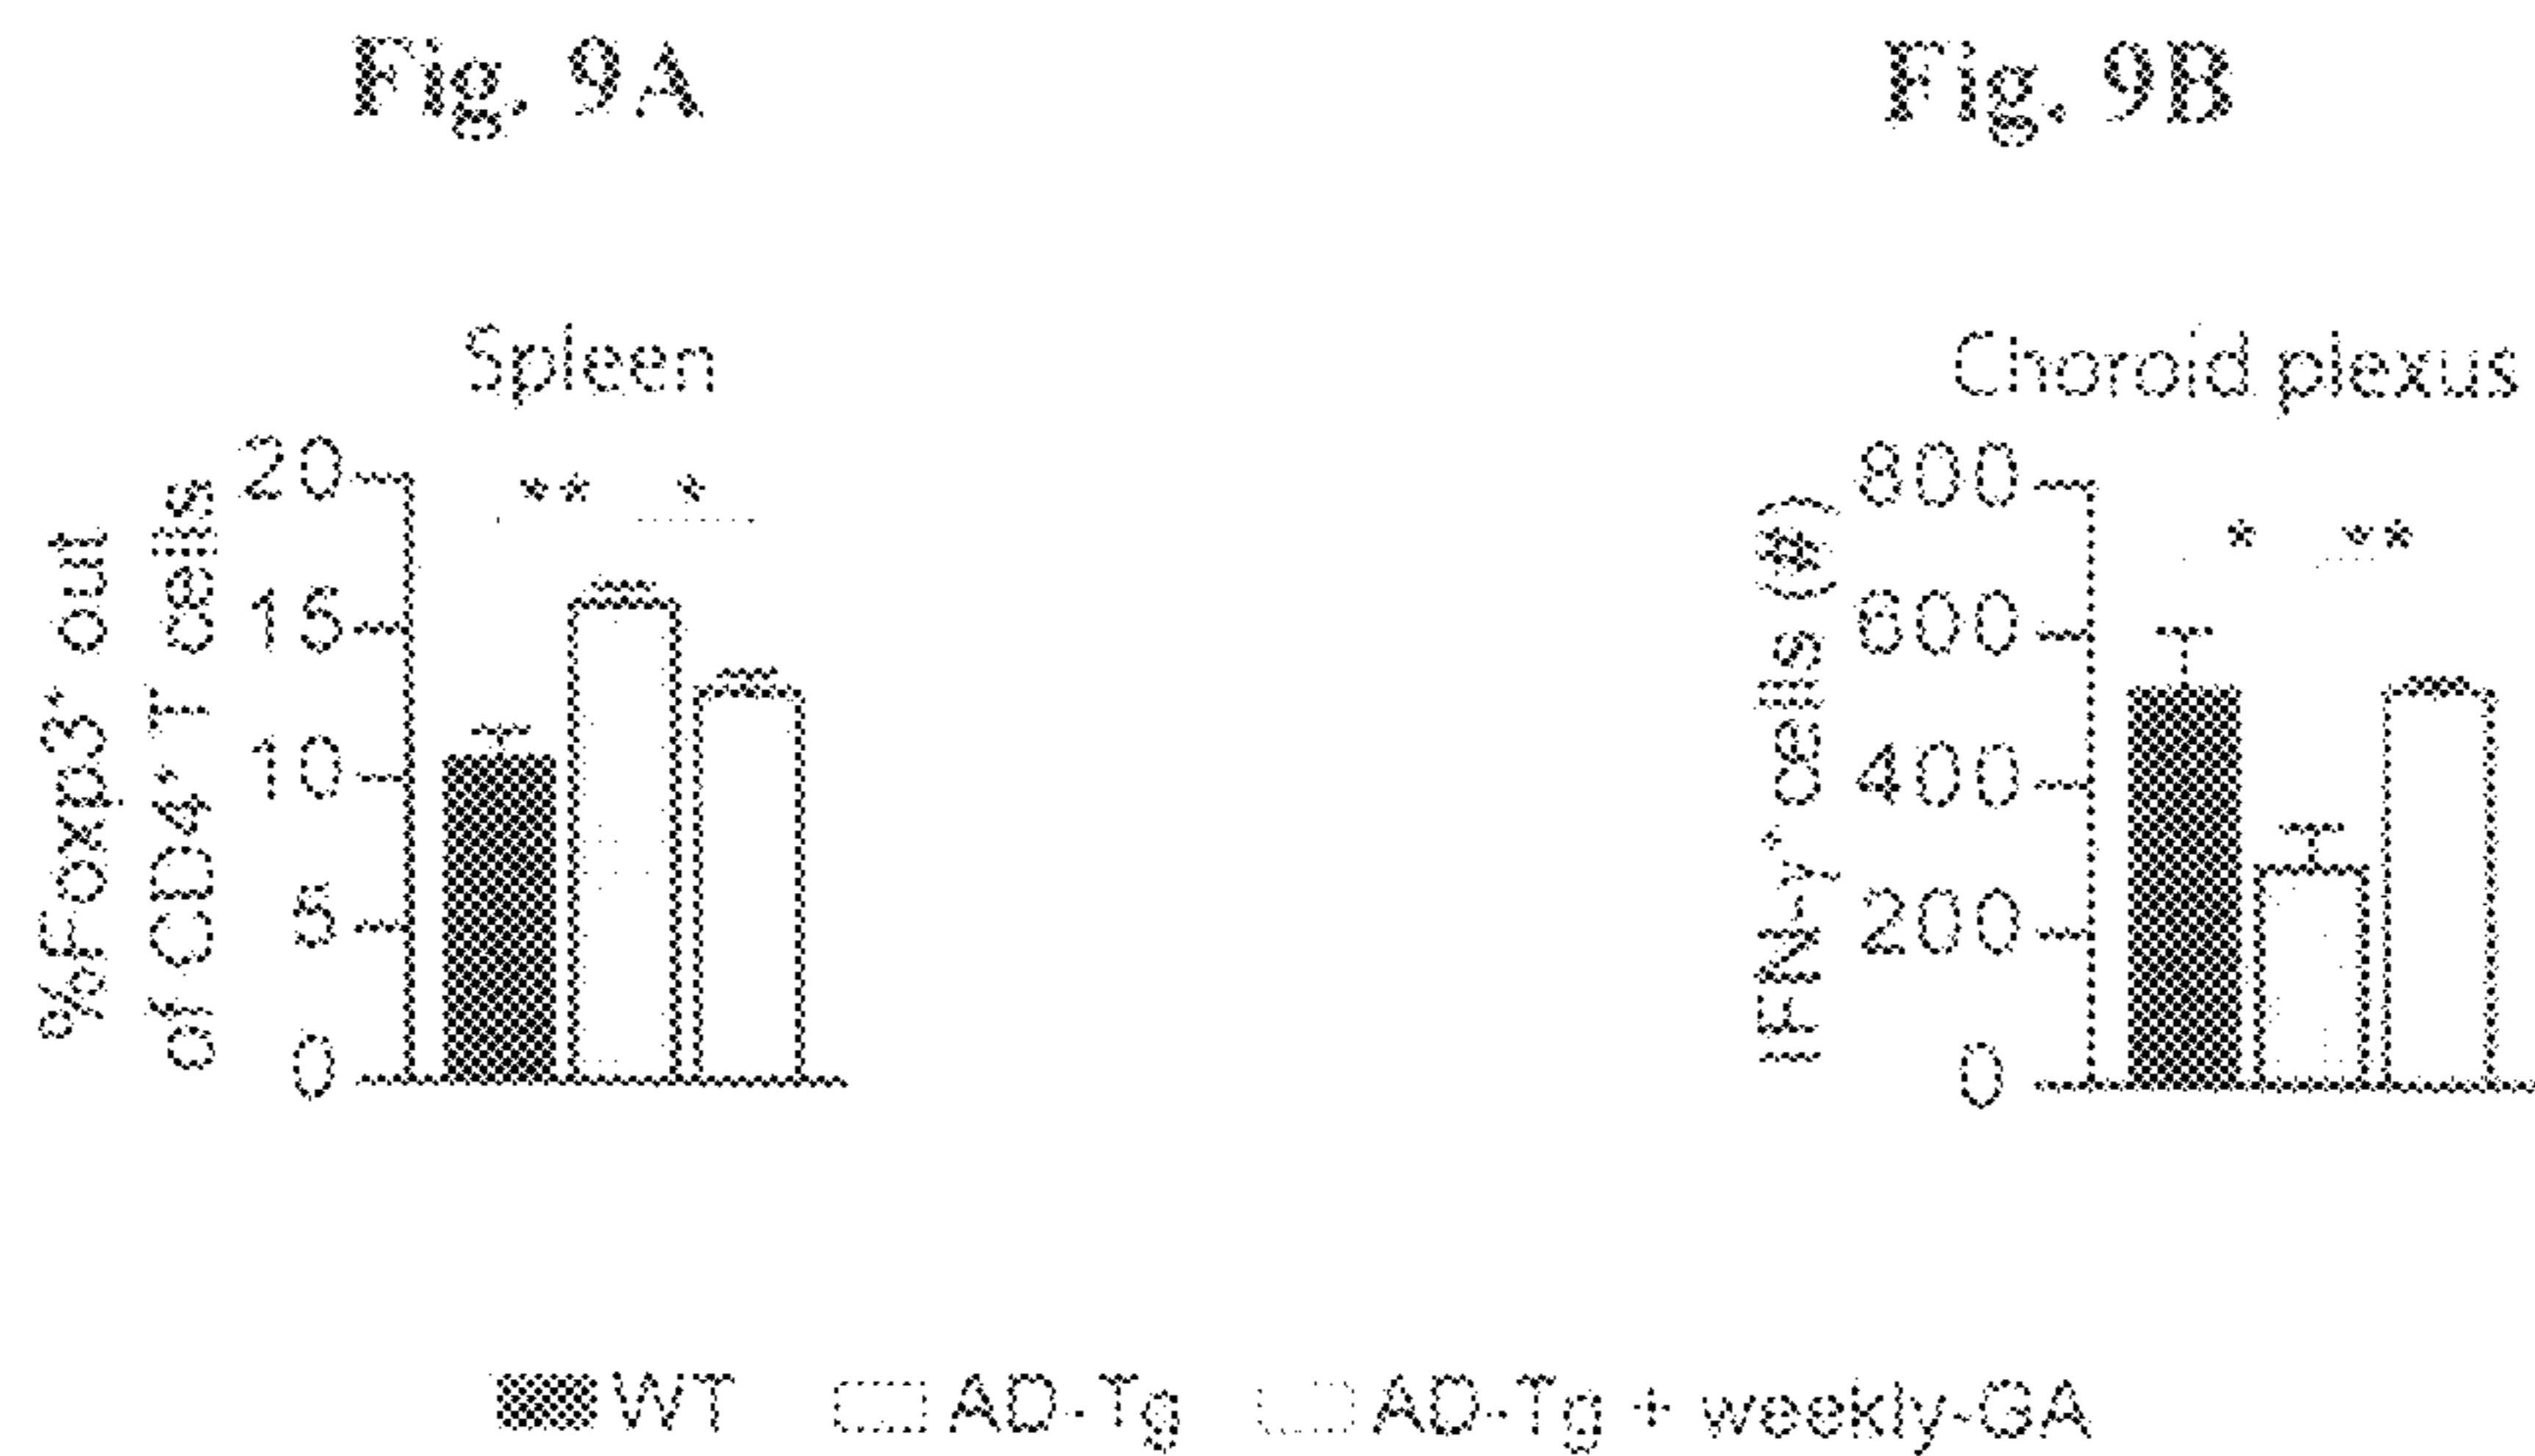 Fig. 9A
Spleen
%Foxp3⁺ out
of CD4⁺ T cells
20
15
10
5
0
** *
Fig. 9B
Choroid plexus
IFN-γ⁺ cells (#)
800
600
400
200
0
* **
WT AD-Tg AD-Tg + weekly-GA